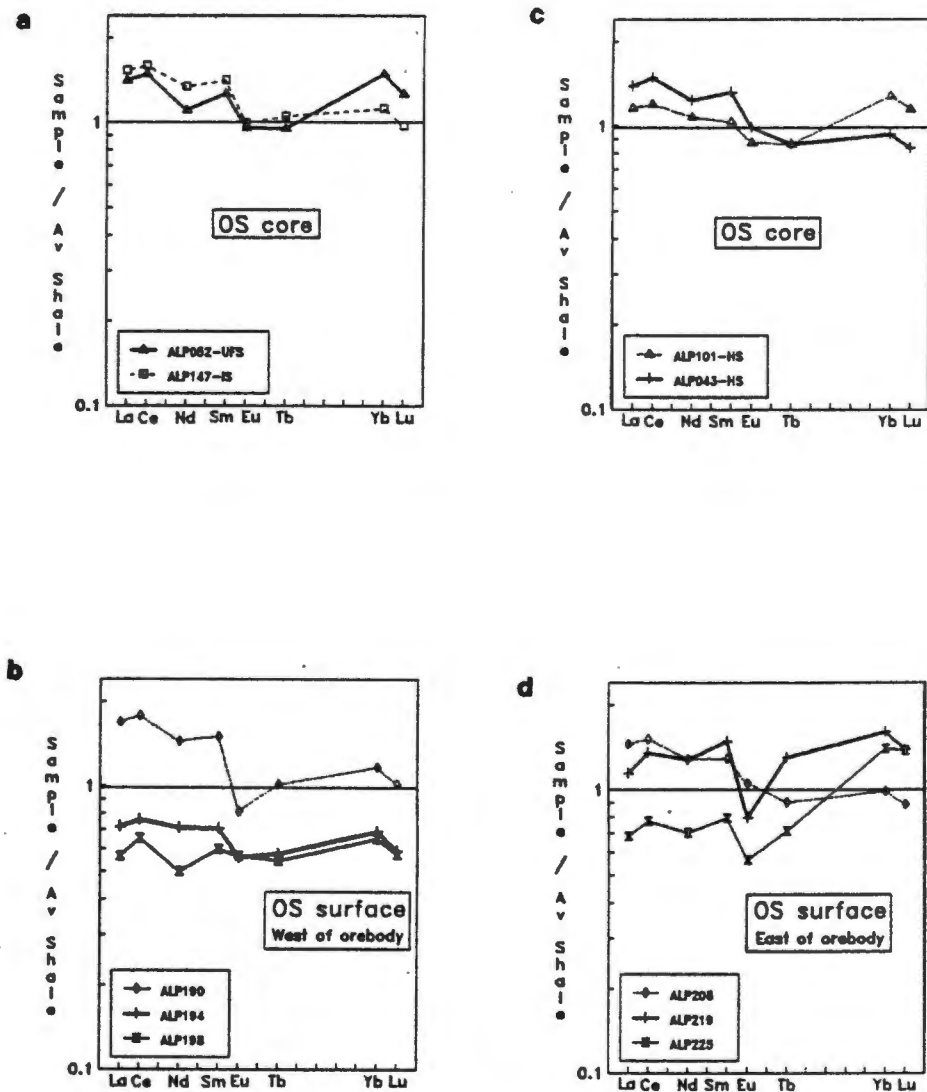 a
Sample / Av Shale
1
0.1
OS core
ALP062-UFS
ALP147-IS
La Ce Nd Sm Eu Tb Yb Lu
c
Sample / Av Shale
1
0.1
OS core
ALP101-HS
ALP043-HS
La Ce Nd Sm Eu Tb Yb Lu
b
Sample / Av Shale
1
0.1
OS surface
West of orebody
ALP190
ALP194
ALP198
La Ce Nd Sm Eu Tb Yb Lu
d
Sample / Av Shale
1
0.1
OS surface
East of orebody
ALP206
ALP219
ALP225
La Ce Nd Sm Eu Tb Yb Lu